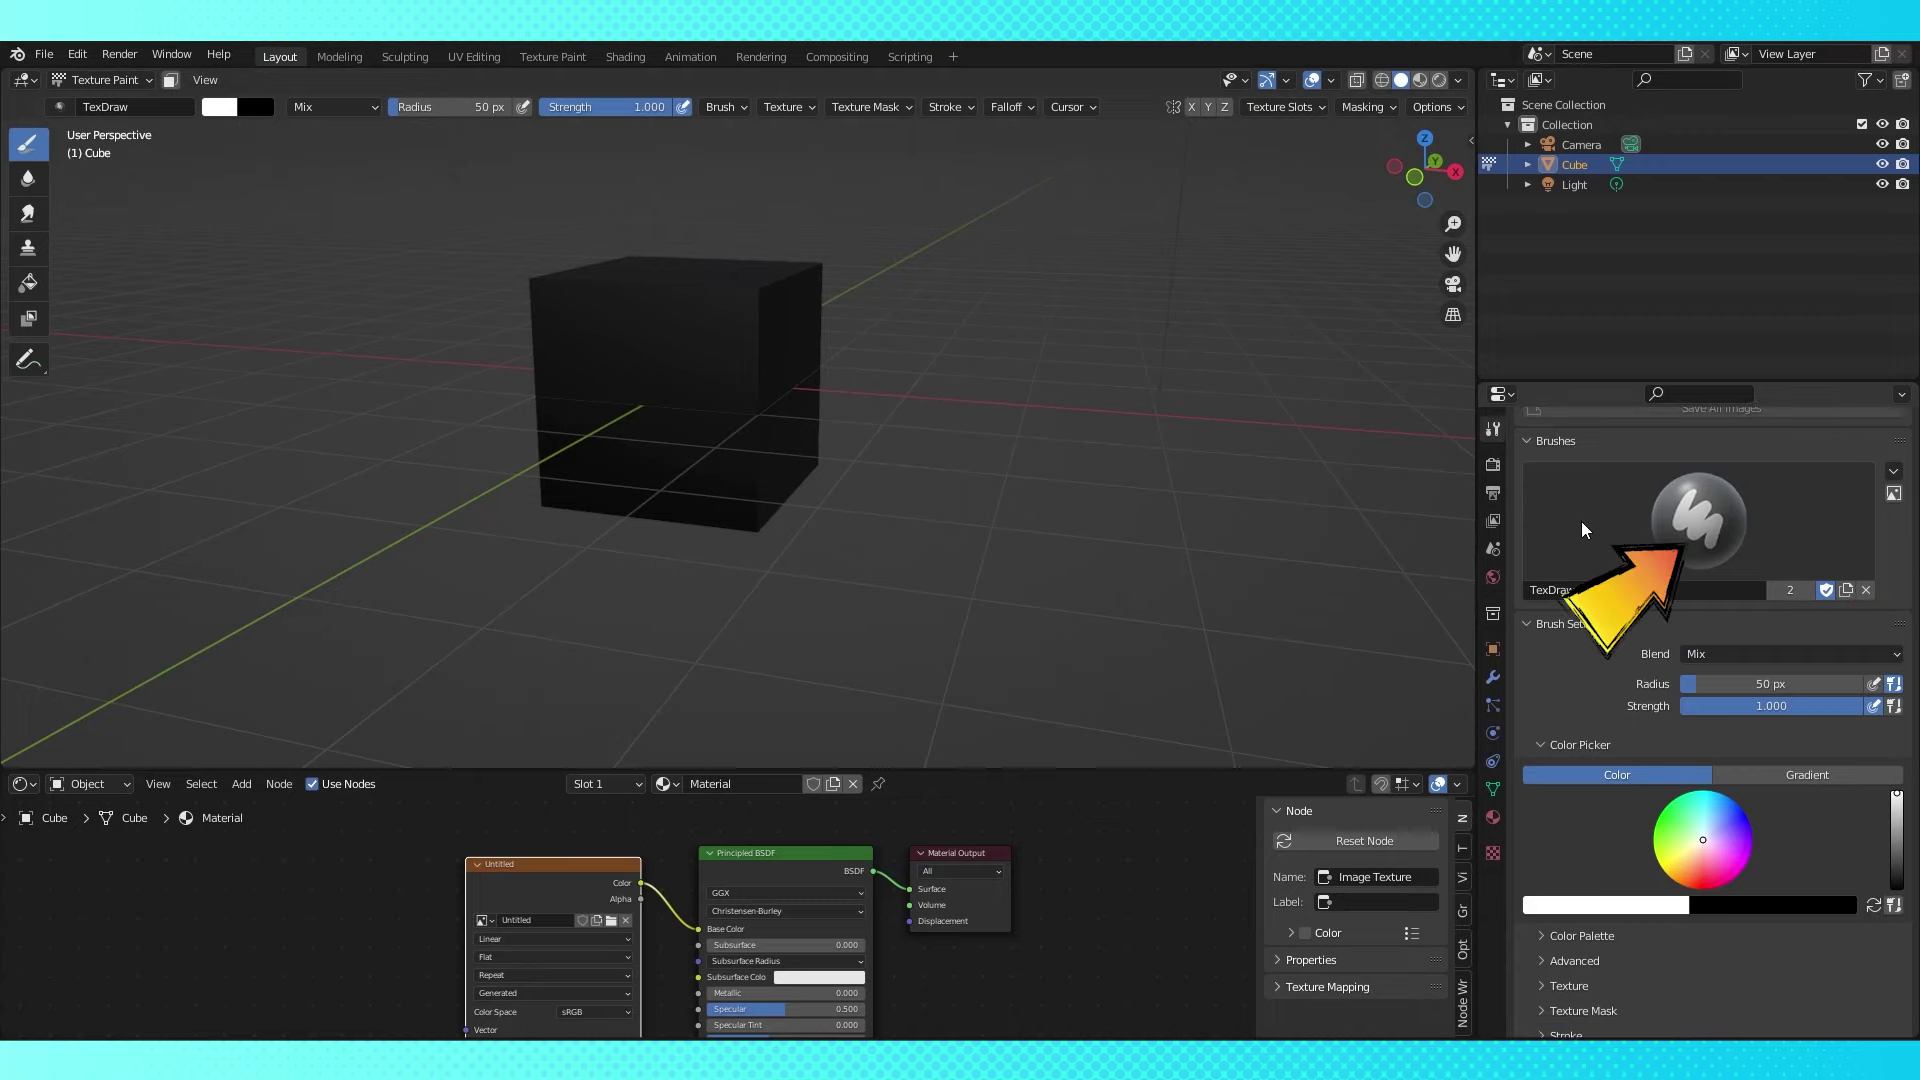 File Edit Render Window Help Layout Modeling Sculpting UV Editing Texture Paint Shading Animation Rendering Compositing Scripting + Scene View Layer
Texture Paint View
TexDraw Mix Radius 50 px Strength 1.000 Brush Texture Texture Mask Stroke Falloff Cursor X Y Z Texture Slots Masking Options
User Perspective
(1) Cube
Z
Y
X
Scene Collection
Collection
Camera
Cube
Light
Save All Images
Brushes
TexDraw 2
Brush Set
Blend Mix
Radius 50 px
Strength 1.000
Color Picker
Color Gradient
Color Palette
Advanced
Texture
Texture Mask
Stroke
Object View Select Add Node Use Nodes Slot 1 Material
Cube > Cube > Material
Untitled
Color
Alpha
Untitled
Linear
Flat
Repeat
Generated
Color Space sRGB
Vector
Principled BSDF
BSDF
GGX
Christensen-Burley
Base Color
Subsurface 0.000
Subsurface Radius
Subsurface Colo
Metallic 0.000
Specular 0.500
Specular Tint 0.000
Material Output
All
Surface
Volume
Displacement
Node
Reset Node
Name: Image Texture
Label:
Color
Properties
Texture Mapping
N
T
Vi
Gr
Opt
Node Wr